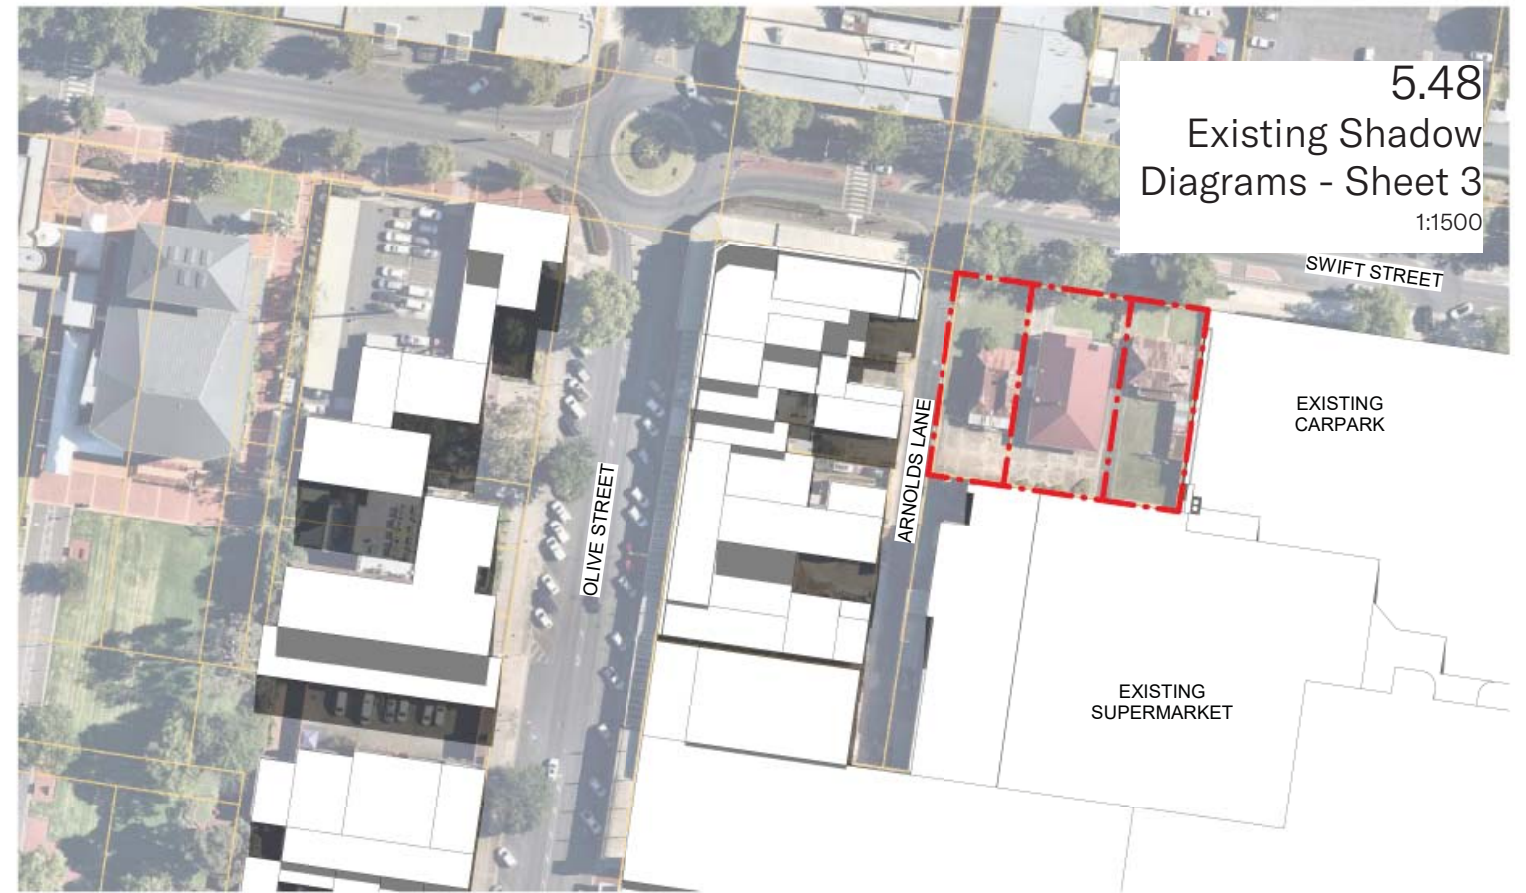 5.48
Existing Shadow
Diagrams - Sheet 3
1:1500
SWIFT STREET
EXISTING
CARPARK
ARNOLDS LANE
OLIVE STREET
EXISTING
SUPERMARKET